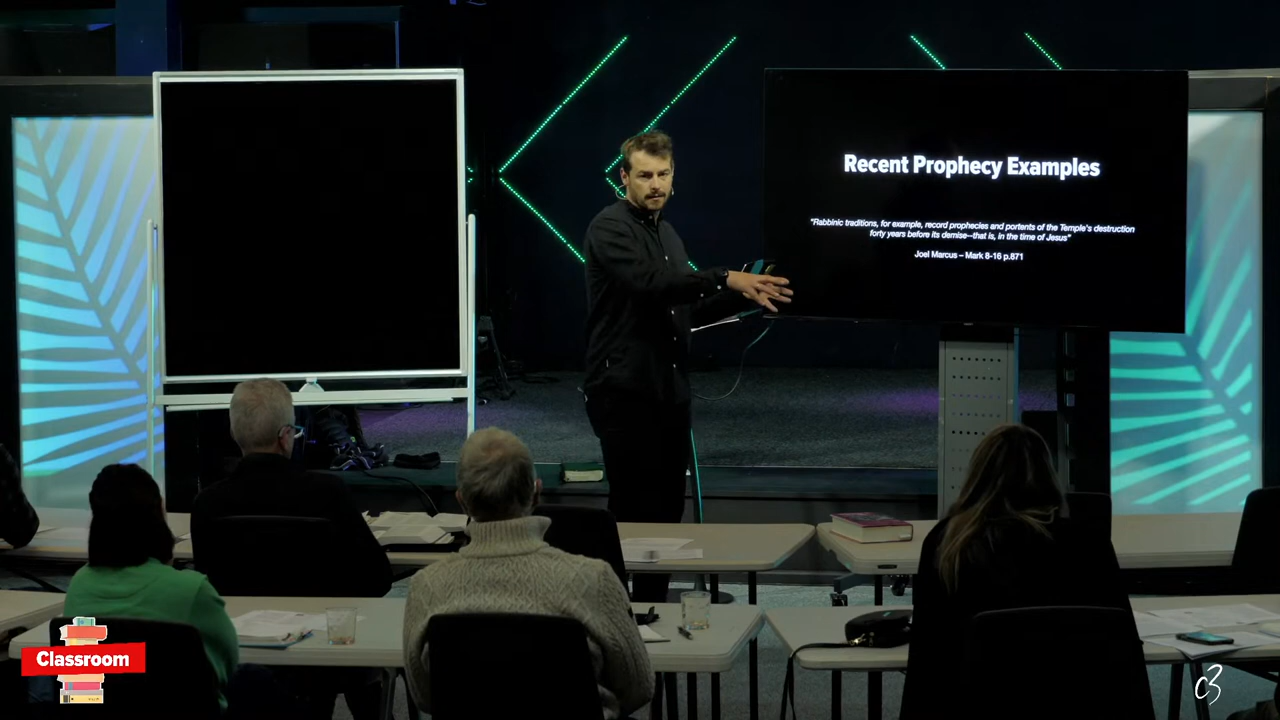 Recent Prophecy Examples
"Rabbinic traditions, for example, record prophecies and portents of the Temple's destruction
forty years before its demise—that is, in the time of Jesus"
Joel Marcus – Mark 8-16 p.871
Classroom
c3